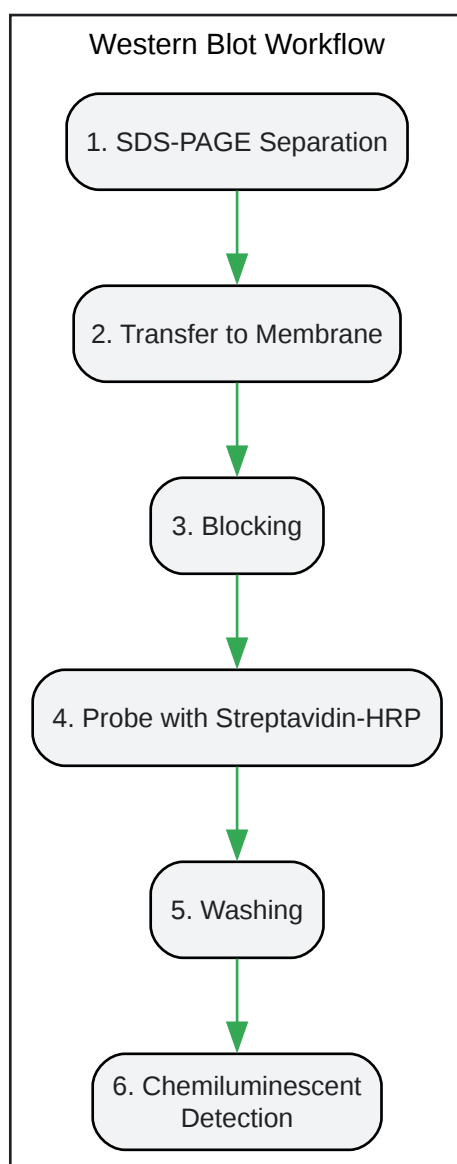 Western Blot Workflow
1. SDS-PAGE Separation
2. Transfer to Membrane
3. Blocking
4. Probe with Streptavidin-HRP
5. Washing
6. Chemiluminescent
Detection